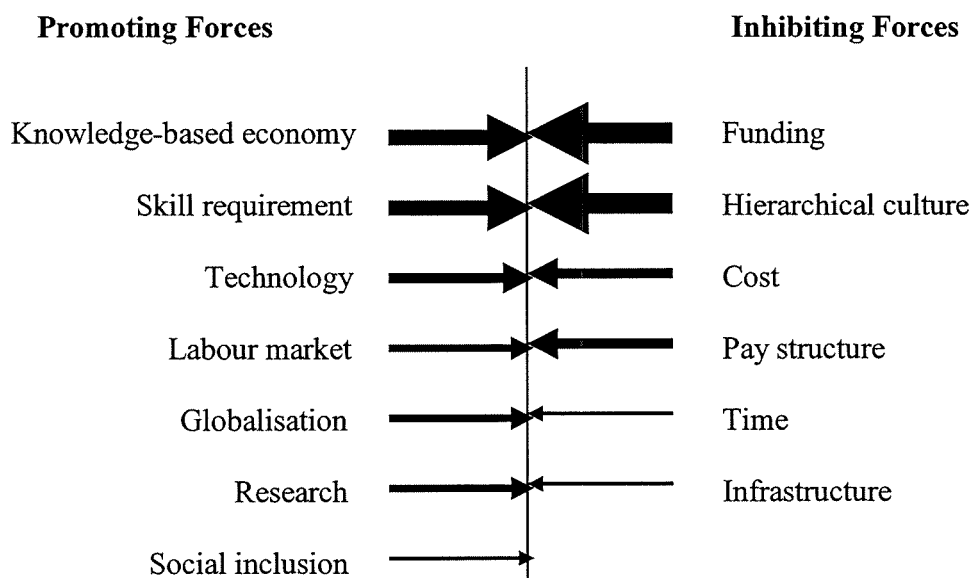 Promoting Forces
Inhibiting Forces
Knowledge-based economy
Funding
Skill requirement
Hierarchical culture
Technology
Cost
Labour market
Pay structure
Globalisation
Time
Research
Infrastructure
Social inclusion